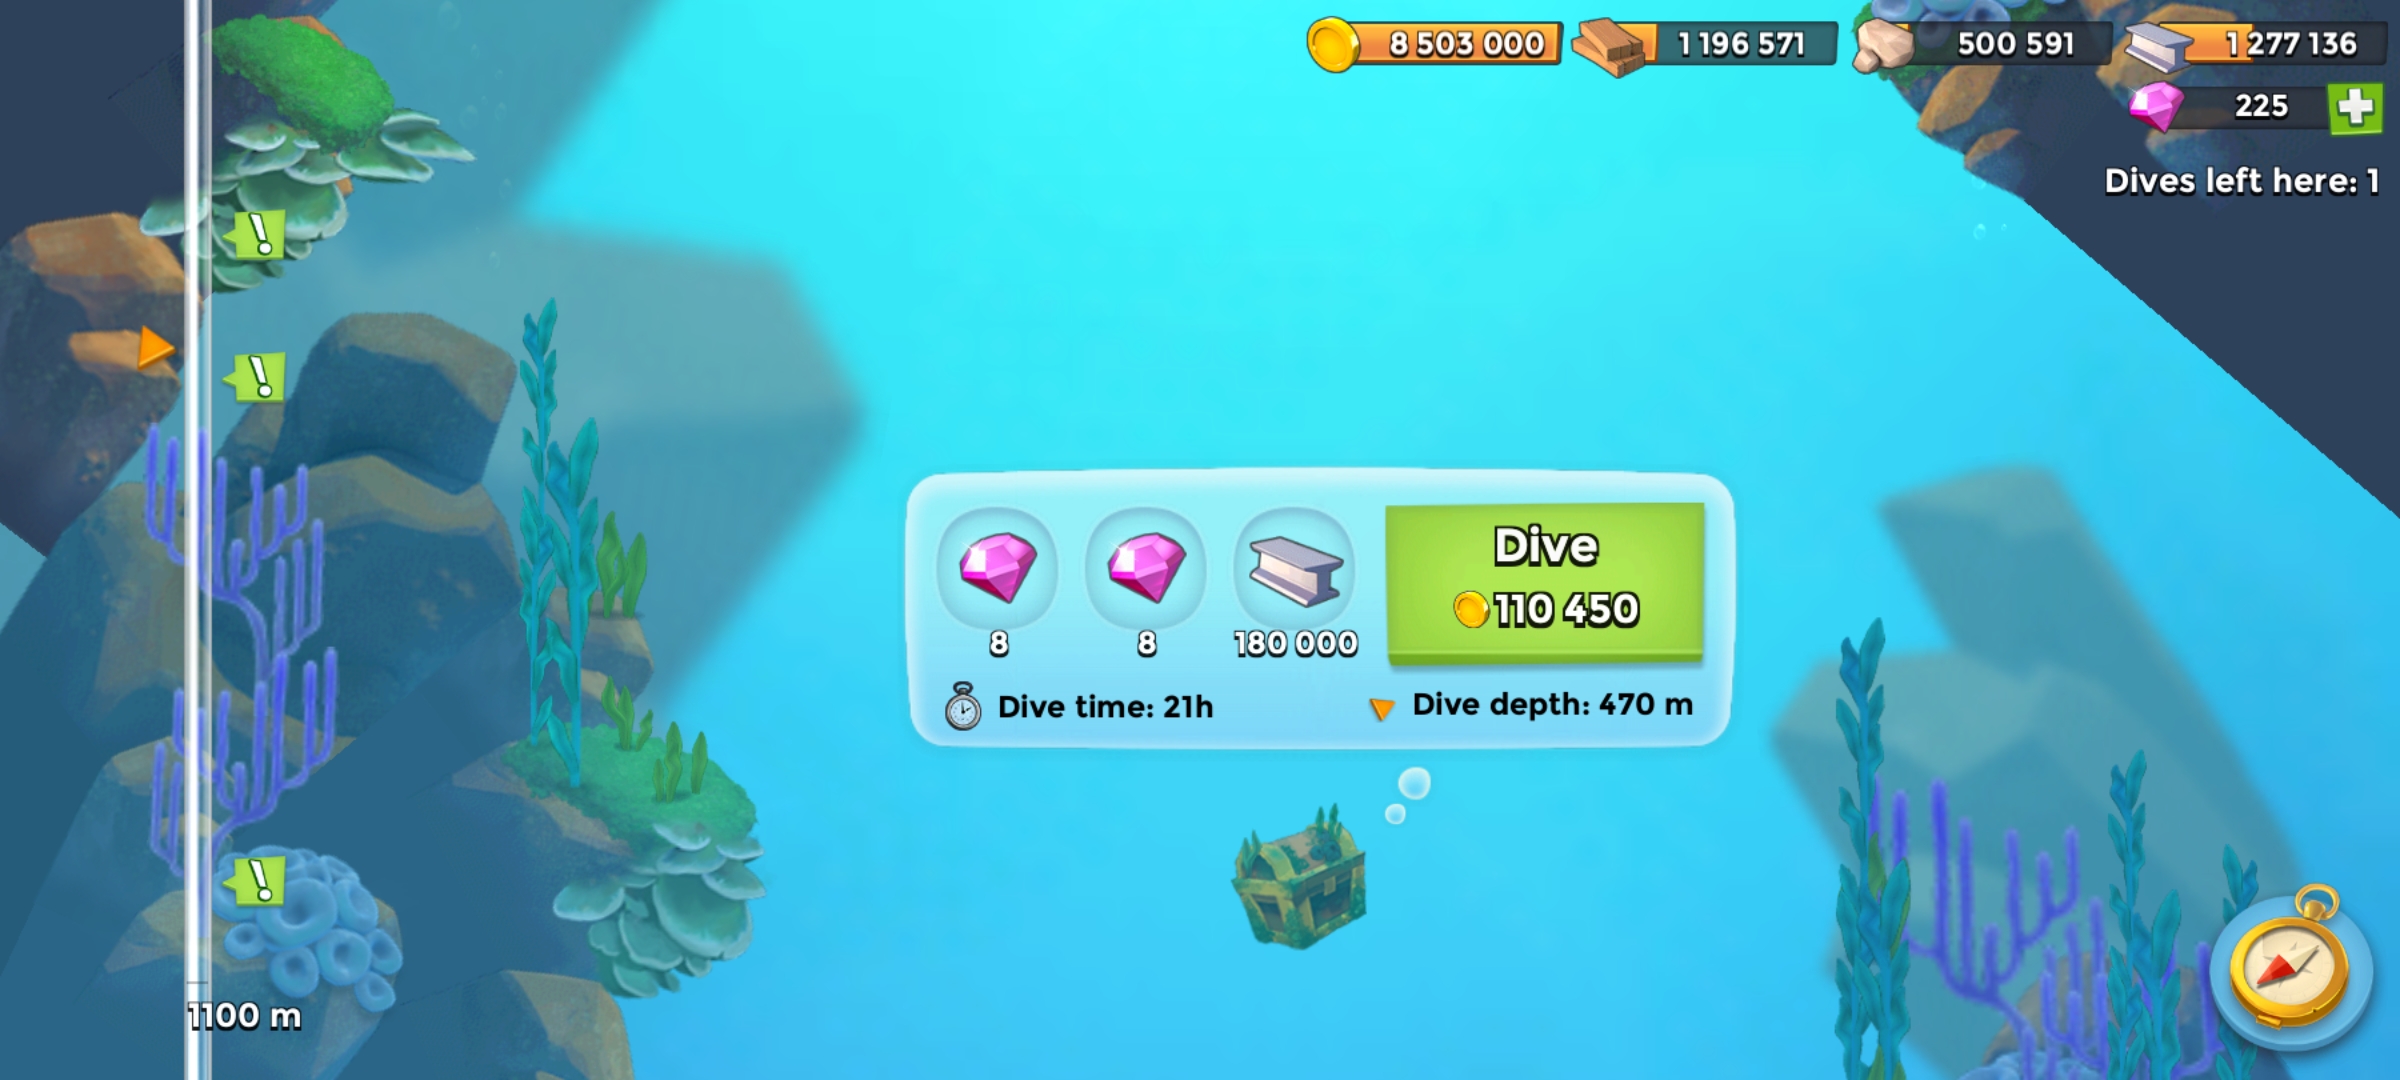 8 503 000
1 196 571
500 591
1 277 136
225
Dives left here: 1
Dive
110 450
8
8
180 000
Dive time: 21h
Dive depth: 470 m
!
!
!
1100 m